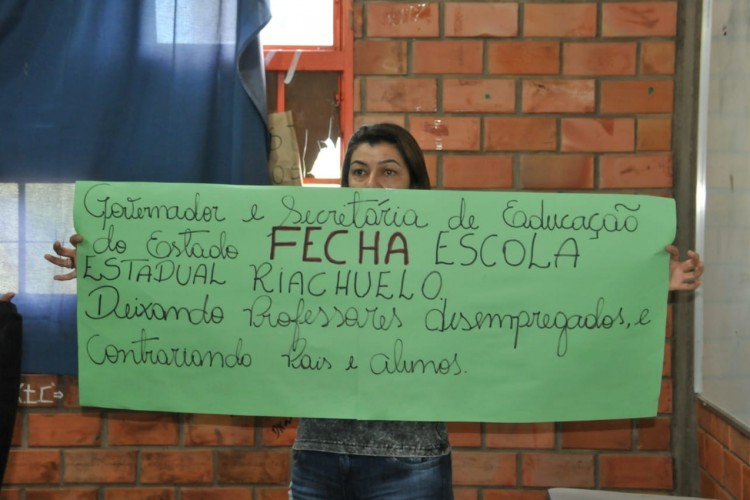 Governador e Secretária de Educação
do Estado FECHA ESCOLA
ESTADUAL RIACHUELO,
Deixando Professores desempregados, e
Contrariando Pais e alunos.